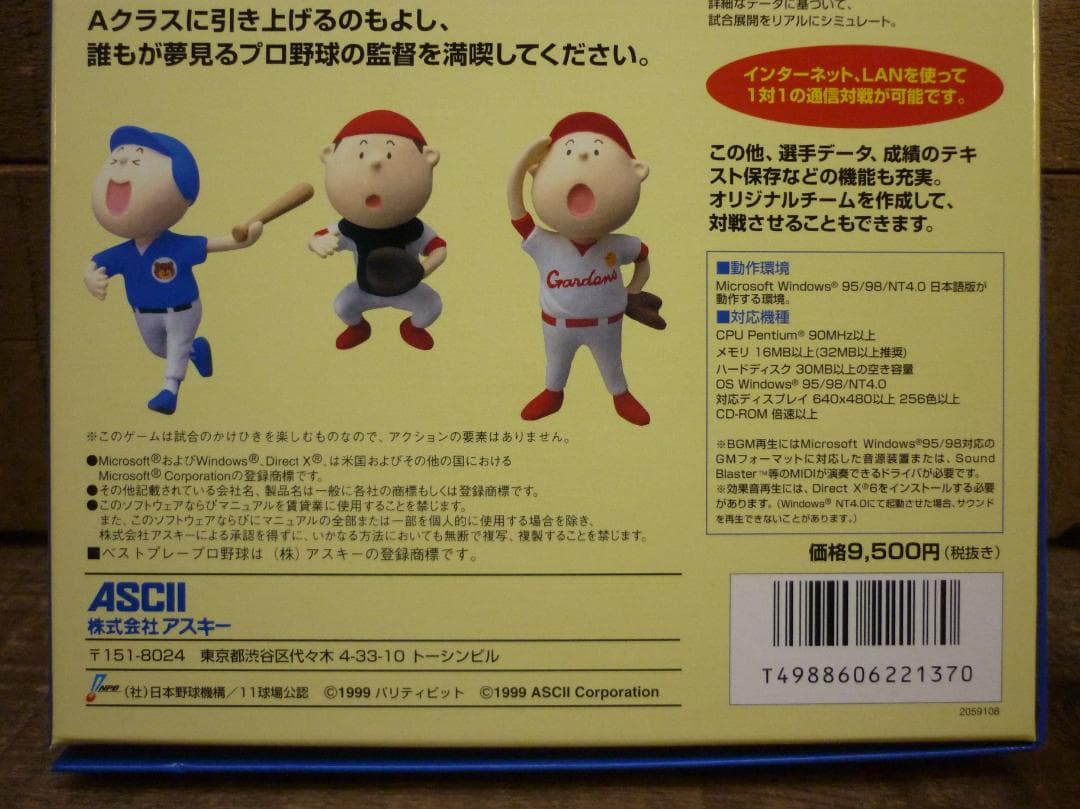 Aクラスに引き上げるのもよし、
誰もが夢見るプロ野球の監督を満喫してください。
詳細なデータに基づいて、
試合展開をリアルにシミュレート。
インターネット、LANを使って
1対1の通信対戦が可能です。
この他、選手データ、成績のテキ
スト保存などの機能も充実。
オリジナルチームを作成して、
対戦させることもできます。
Gardens
■動作環境
Microsoft Windows® 95/98/NT4.0 日本語版が
動作する環境。
■対応機種
CPU Pentium® 90MHz以上
メモリ 16MB以上(32MB以上推奨)
ハードディスク 30MB以上の空き容量
OS Windows® 95/98/NT4.0
対応ディスプレイ 640x480以上 256色以上
CD-ROM 倍速以上
※BGM再生にはMicrosoft Windows®95/98対応の
GMフォーマットに対応した音源装置または、Sound
Blaster™等のMIDIが演奏できるドライバが必要です。
※効果音再生には、Direct X®6をインストールする必要
があります。(Windows® NT4.0にて起動させた場合、サウンド
を再生できないことがあります。)
※このゲームは試合のかけひきを楽しむものなので、アクションの要素はありません。
●Microsoft®およびWindows®、Direct X®、は米国およびその他の国における
Microsoft® Corporationの登録商標です。
●その他記載されている会社名、製品名は一般に各社の商標もしくは登録商標です。
●このソフトウェアならびマニュアルを賃貸業に使用することを禁じます。
また、このソフトウェアならびにマニュアルの全部または一部を個人的に使用する場合を除き、
株式会社アスキーによる承認を得ずに、いかなる方法においても無断で複写、複製することを禁じます。
■ベストプレープロ野球は(株)アスキーの登録商標です。
価格9,500円(税抜き)
ASCII
株式会社アスキー
〒151-8024 東京都渋谷区代々木 4-33-10 トーシンビル
NPB (社)日本野球機構/11球場公認 ©1999 パリティビット ©1999 ASCII Corporation
T4988606221370
2059108